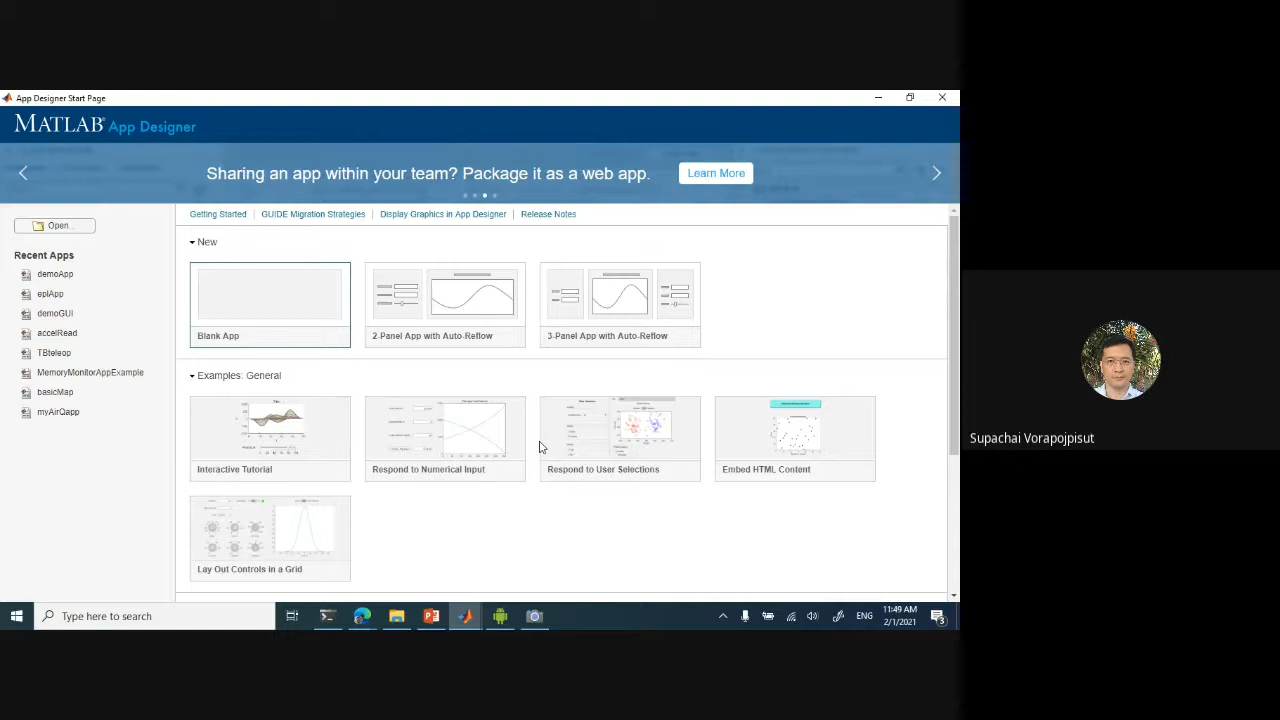 App Designer Start Page
MATLAB® App Designer
Sharing an app within your team? Package it as a web app.
Learn More
Open...
Getting Started
GUIDE Migration Strategies
Display Graphics in App Designer
Release Notes
Recent Apps
demoApp
eplApp
demoGUI
accelRead
TBteleop
MemoryMonitorAppExample
basicMap
myAirQapp
New
Blank App
2-Panel App with Auto-Reflow
3-Panel App with Auto-Reflow
Examples: General
Interactive Tutorial
Respond to Numerical Input
Respond to User Selections
Embed HTML Content
Lay Out Controls in a Grid
Supachai Vorapojpisut
Type here to search
ENG
11:49 AM
2/1/2021
3